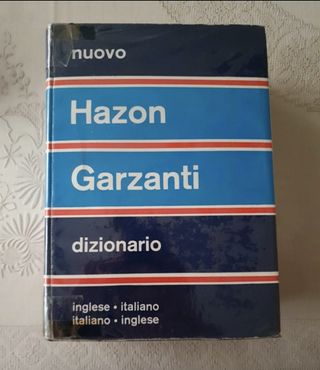 nuovo
Hazon
Garzanti
dizionario
inglese • italiano
italiano • inglese